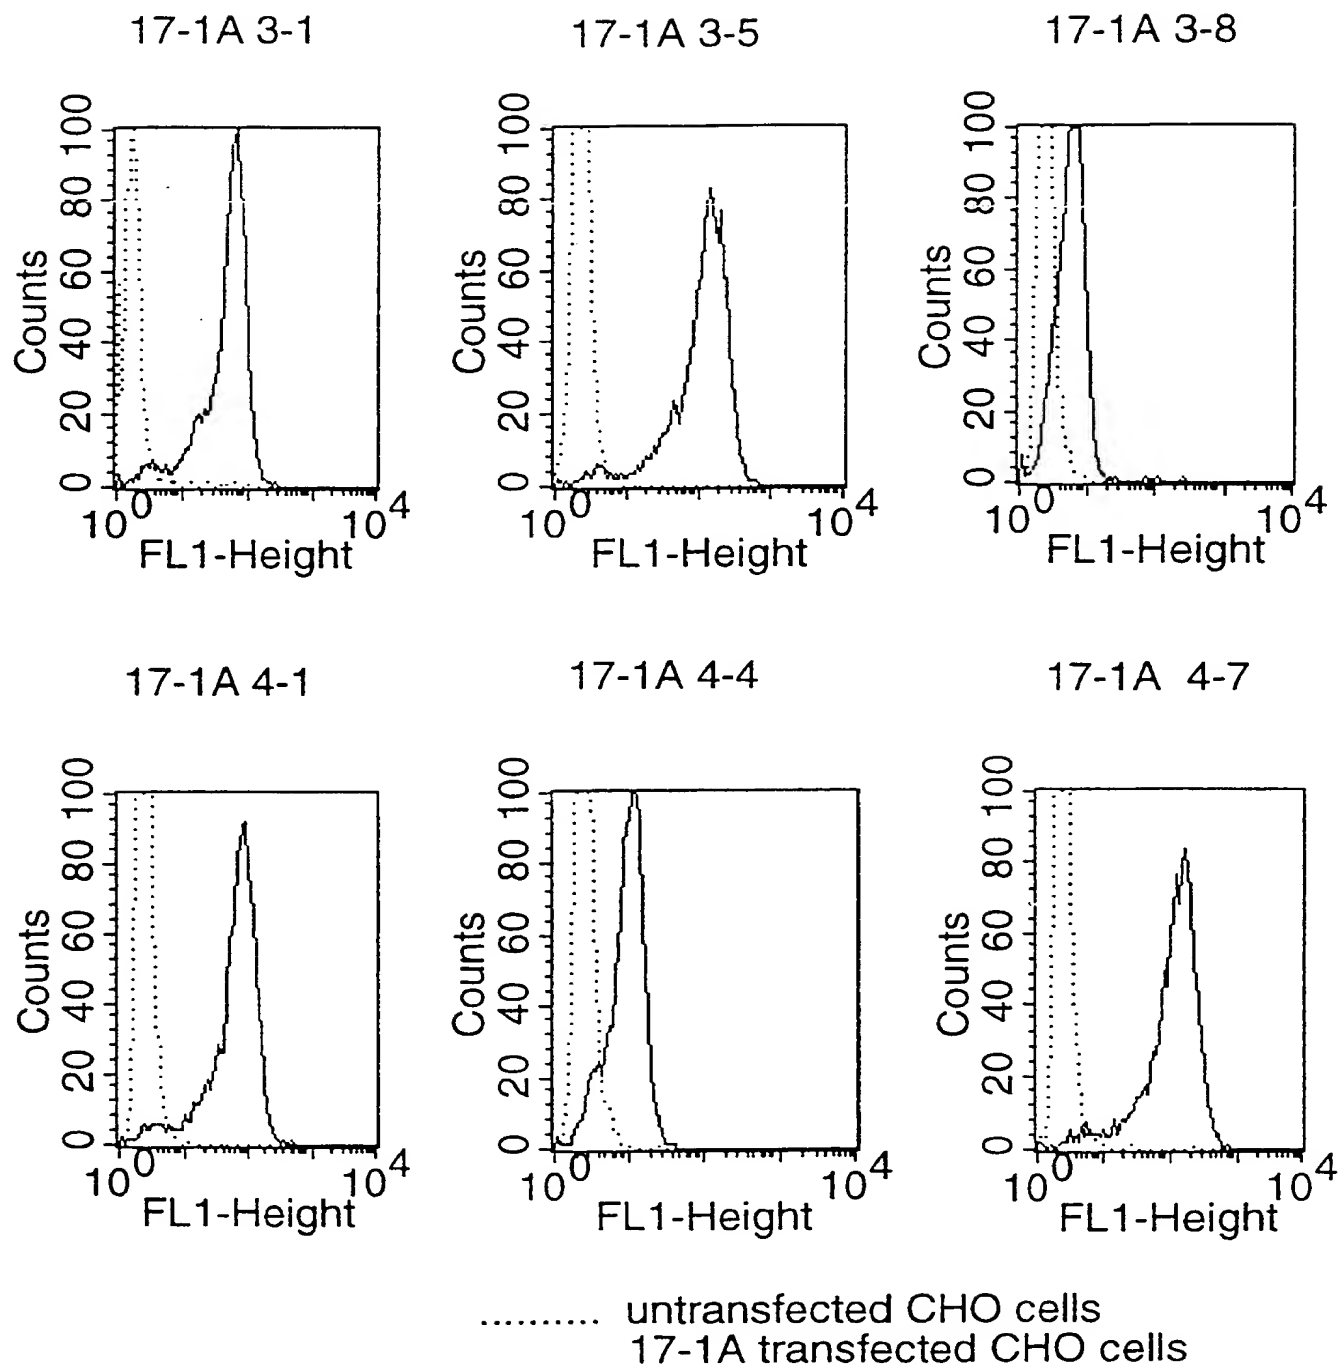 17-1A 3-1
17-1A 3-5
17-1A 3-8
Counts
0 20 40 60 80 100
10^0 10^4
FL1-Height
Counts
0 20 40 60 80 100
10^0 10^4
FL1-Height
Counts
0 20 40 60 80 100
10^0 10^4
FL1-Height
17-1A 4-1
17-1A 4-4
17-1A 4-7
Counts
0 20 40 60 80 100
10^0 10^4
FL1-Height
Counts
0 20 40 60 80 100
10^0 10^4
FL1-Height
Counts
0 20 40 60 80 100
10^0 10^4
FL1-Height
.......... untransfected CHO cells
17-1A transfected CHO cells